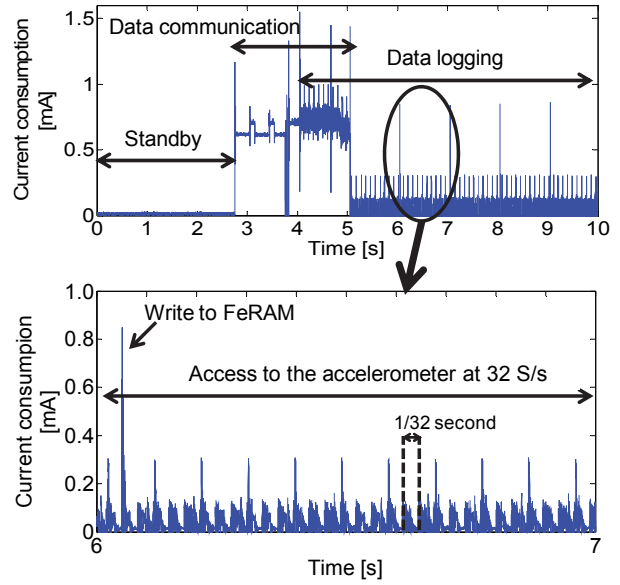 Current consumption
[mA]
1.5
1
0.5
0
Data communication
Data logging
Standby
0 1 2 3 4 5 6 7 8 9 10
Time [s]
Current consumpion
[mA]
1.0
0.8
0.6
0.4
0.2
0
Write to FeRAM
Access to the accelerometer at 32 S/s
1/32 second
6 7
Time [s]